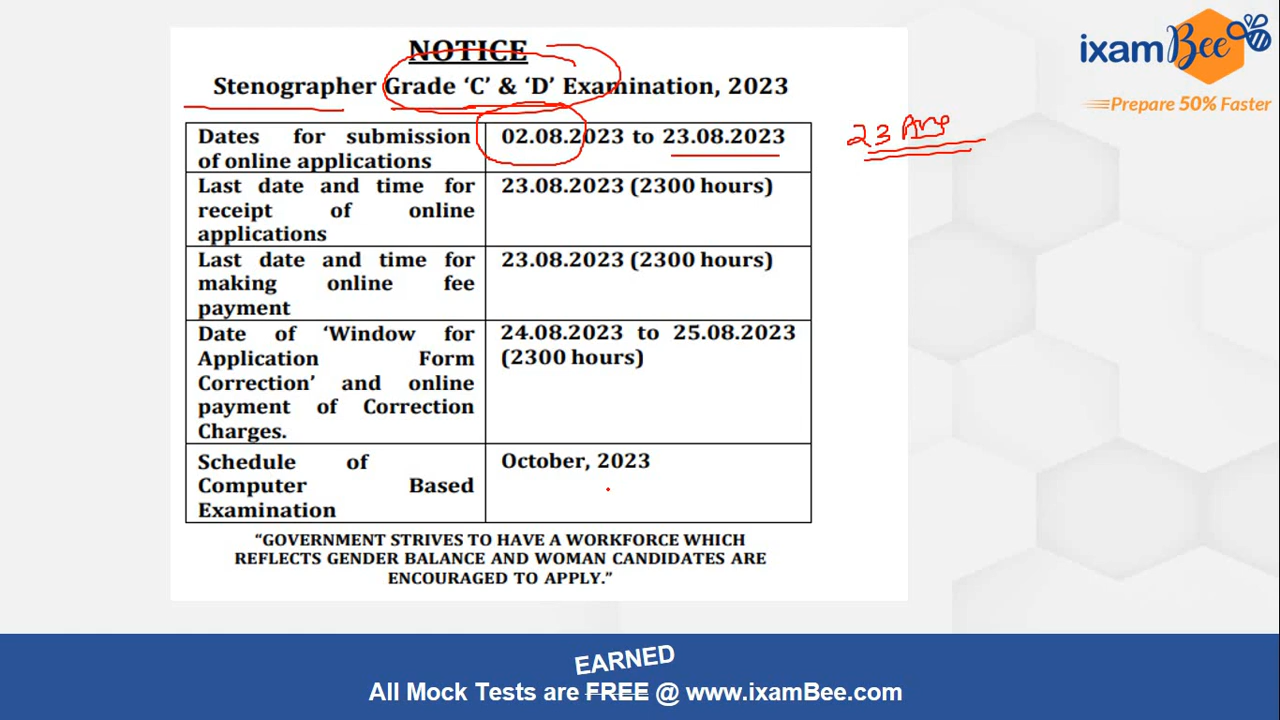 NOTICE
Stenographer Grade ‘C’ & ‘D’ Examination, 2023
Dates for submission
of online applications
02.08.2023 to 23.08.2023
Last date and time for
receipt of online
applications
23.08.2023 (2300 hours)
Last date and time for
making online fee
payment
23.08.2023 (2300 hours)
Date of ‘Window for
Application Form
Correction’ and online
payment of Correction
Charges.
24.08.2023 to 25.08.2023
(2300 hours)
Schedule of
Computer Based
Examination
October, 2023
“GOVERNMENT STRIVES TO HAVE A WORKFORCE WHICH
REFLECTS GENDER BALANCE AND WOMAN CANDIDATES ARE
ENCOURAGED TO APPLY.”
23
ixamBee
Prepare 50% Faster
EARNED
All Mock Tests are FREE @ www.ixamBee.com